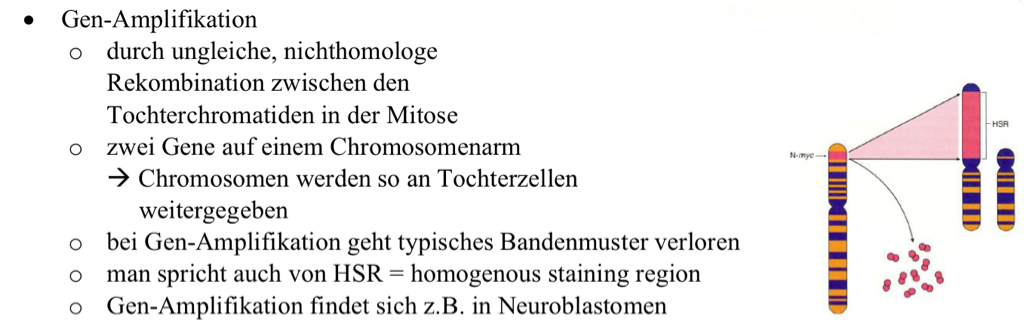 • Gen-Amplifikation
o durch ungleiche, nichthomologe
Rekombination zwischen den
Tochterchromatiden in der Mitose
o zwei Gene auf einem Chromosomenarm
→ Chromosomen werden so an Tochterzellen
weitergegeben
o bei Gen-Amplifikation geht typisches Bandenmuster verloren
o man spricht auch von HSR = homogenous staining region
o Gen-Amplifikation findet sich z.B. in Neuroblastomen
HSR
N-myc